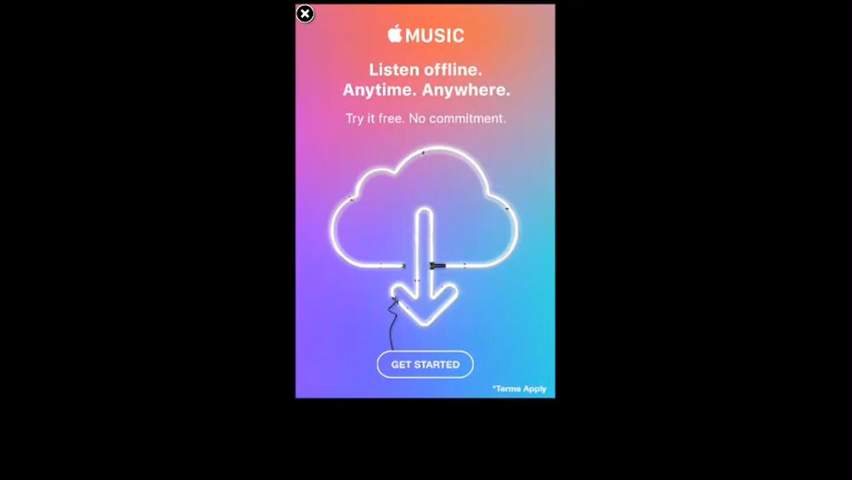 MUSIC
Listen offline.
Anytime. Anywhere.
Try it free. No commitment.
GET STARTED
*Terms Apply